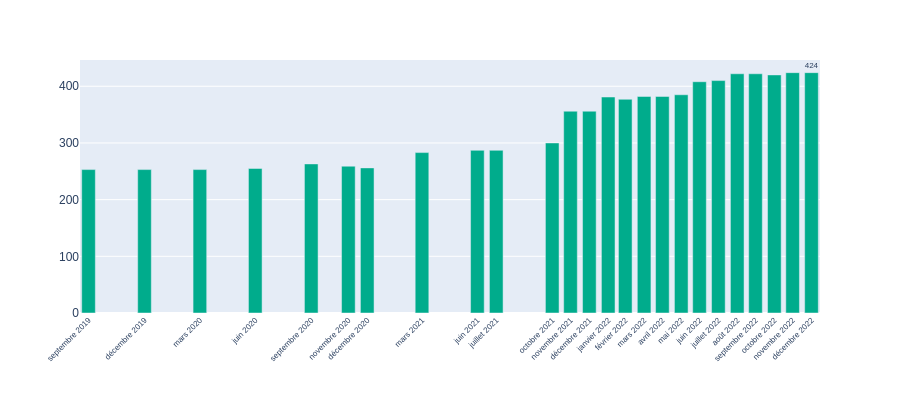 424
400
300
200
100
0
septembre 2019
décembre 2019
mars 2020
juin 2020
septembre 2020
novembre 2020
décembre 2020
mars 2021
juin 2021
juillet 2021
octobre 2021
novembre 2021
décembre 2021
janvier 2022
février 2022
mars 2022
avril 2022
mai 2022
juin 2022
juillet 2022
août 2022
septembre 2022
octobre 2022
novembre 2022
décembre 2022